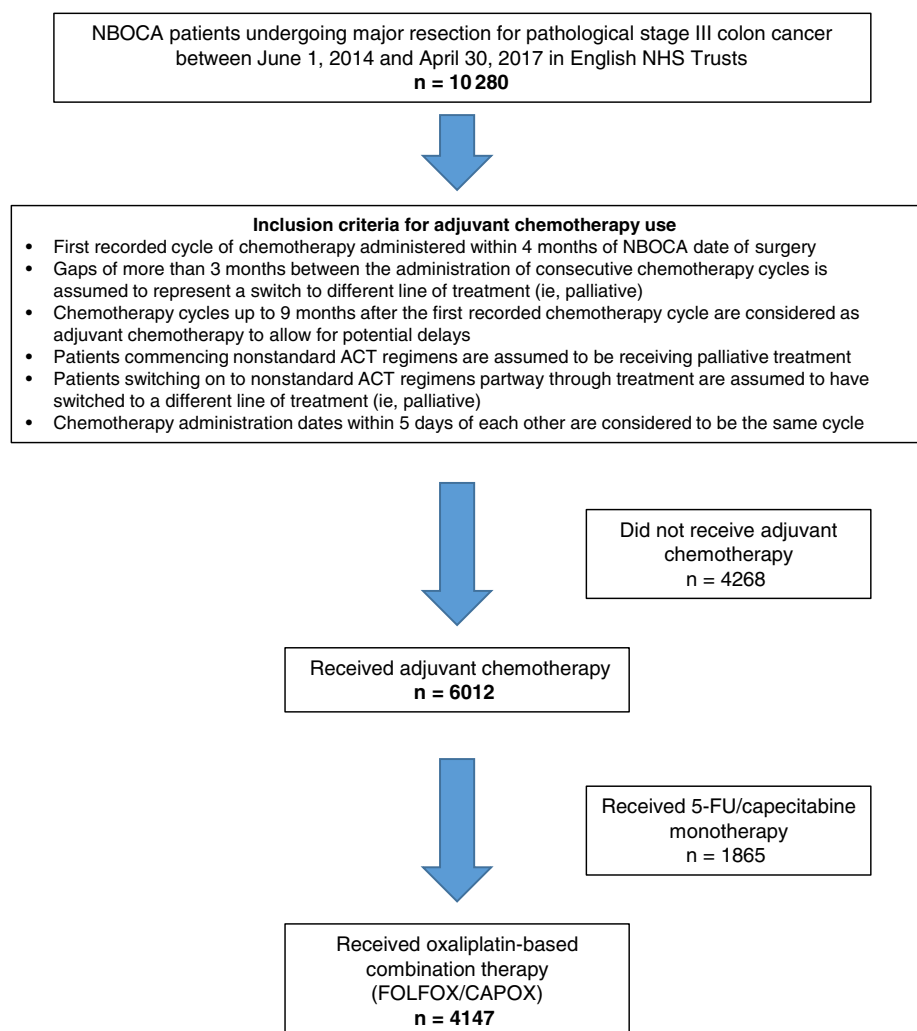 NBOCA patients undergoing major resection for pathological stage III colon cancer
between June 1, 2014 and April 30, 2017 in English NHS Trusts
n = 10 280
Inclusion criteria for adjuvant chemotherapy use
• First recorded cycle of chemotherapy administered within 4 months of NBOCA date of surgery
• Gaps of more than 3 months between the administration of consecutive chemotherapy cycles is
assumed to represent a switch to different line of treatment (ie, palliative)
• Chemotherapy cycles up to 9 months after the first recorded chemotherapy cycle are considered as
adjuvant chemotherapy to allow for potential delays
• Patients commencing nonstandard ACT regimens are assumed to be receiving palliative treatment
• Patients switching on to nonstandard ACT regimens partway through treatment are assumed to have
switched to a different line of treatment (ie, palliative)
• Chemotherapy administration dates within 5 days of each other are considered to be the same cycle
Did not receive adjuvant
chemotherapy
n = 4268
Received adjuvant chemotherapy
n = 6012
Received 5-FU/capecitabine
monotherapy
n = 1865
Received oxaliplatin-based
combination therapy
(FOLFOX/CAPOX)
n = 4147